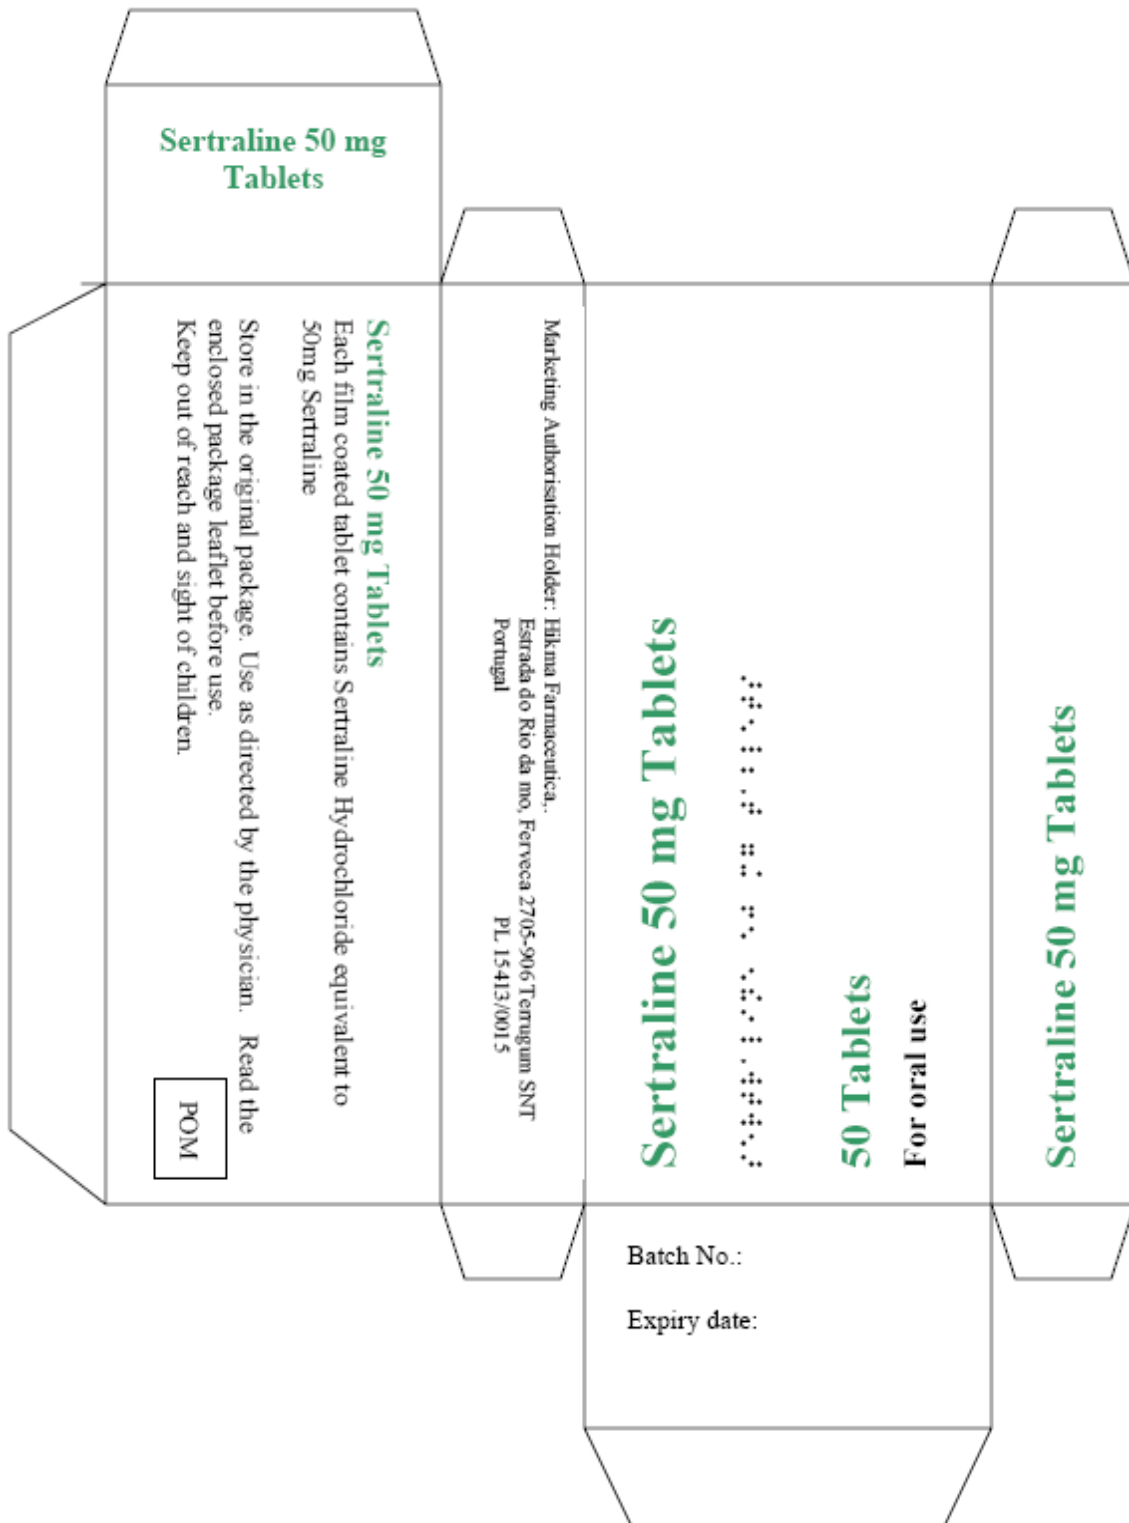 Sertraline 50 mg
Tablets
Sertraline 50 mg Tablets
Each film coated tablet contains Sertraline Hydrochloride equivalent to
50mg Sertraline
Store in the original package. Use as directed by the physician. Read the
enclosed package leaflet before use.
Keep out of reach and sight of children.
POM
Marketing Authorisation Holder: Hikma Farmaceutica,.
Estrada do Rio da mo, Ferveca 2705-906 Terrugum SNT
Portugal PL 15413/0015
Sertraline 50 mg Tablets
50 Tablets
For oral use
Batch No.:
Expiry date:
Sertraline 50 mg Tablets